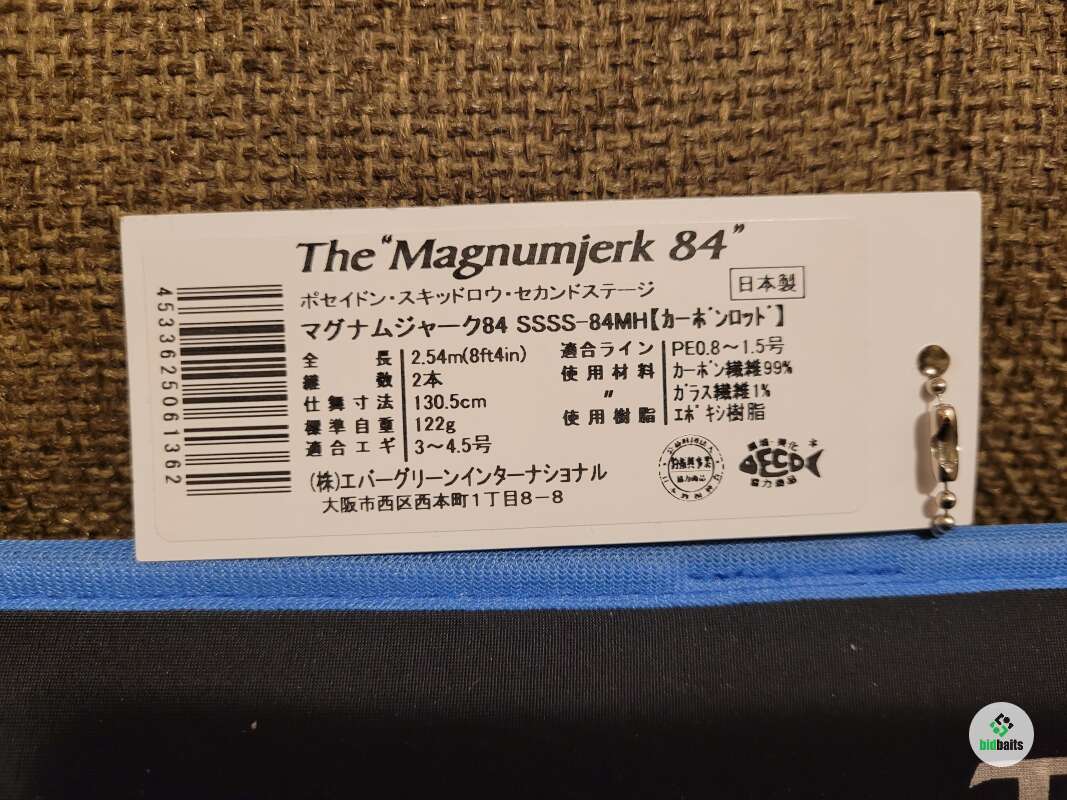 The “Magnumjerk 84”
ポセイドン・スキッドロウ・セカンドステージ
日本製
マグナムジャーク84 SSSS-84MH【カーボンロッド】
全長 2.54m(8ft4in)
継数 2本
仕舞寸法 130.5cm
標準自重 122g
適合エギ 3～4.5号
適合ライン PE0.8～1.5号
使用材料 カーボン繊維99%
〃 ガラス繊維1%
使用樹脂 エポキシ樹脂
(株)エバーグリーンインターナショナル
大阪市西区西本町1丁目8-8
4533625061362
ECO
協力商品
bidbaits